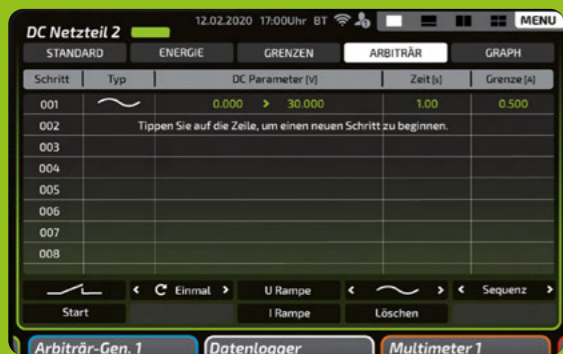 DC Netzteil 2 12.02.2020 17:00Uhr BT MENU
STANDARD ENERGIE GRENZEN ARBITRÄR GRAPH
Schritt Typ DC Parameter [V] Zeit [s] Grenze [A]
001 0.000 > 30.000 1.00 0.500
002 Tippen Sie auf die Zeile, um einen neuen Schritt zu beginnen.
003
004
005
006
007
008
< Einmal > U Rampe < > < Sequenz >
Start I Rampe Löschen
Arbiträr-Gen. 1 Datenlogger Multimeter 1